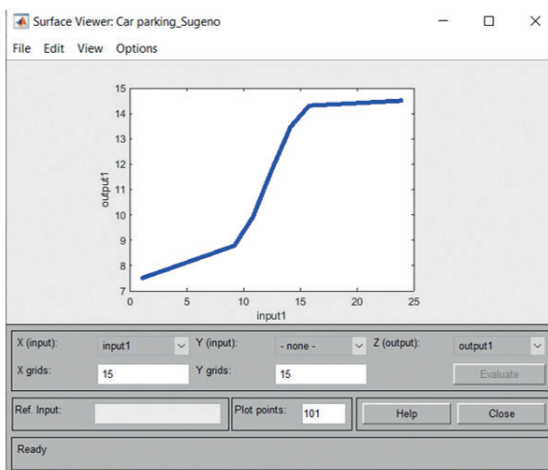 Surface Viewer: Car parking_Sugeno
File Edit View Options
15
14
13
12
11
10
9
8
7
output1
0 5 10 15 20 25
input1
X (input): input1 Y (input): - none - Z (output): output1
X grids: 15 Y grids: 15 Evaluate
Ref. Input: Plot points: 101 Help Close
Ready